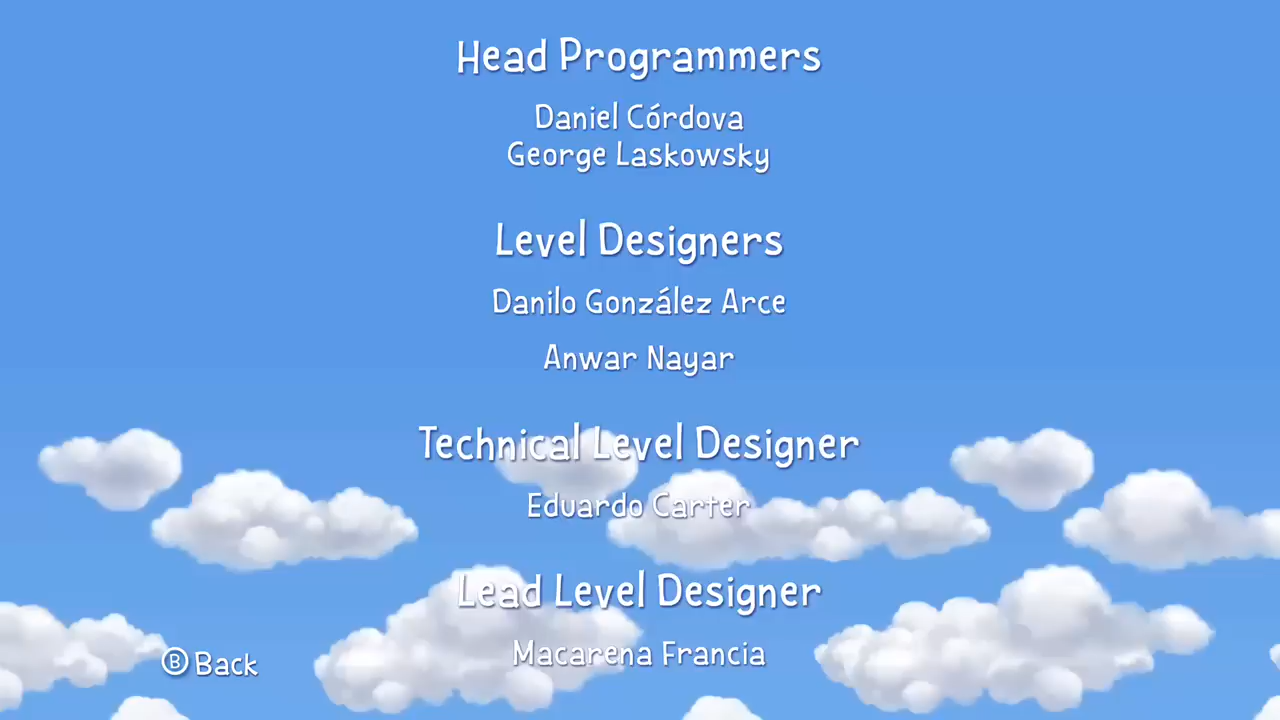 Head Programmers
Daniel Córdova
George Laskowsky
Level Designers
Danilo González Arce
Anwar Nayar
Technical Level Designer
Eduardo Carter
Lead Level Designer
Macarena Francia
B Back